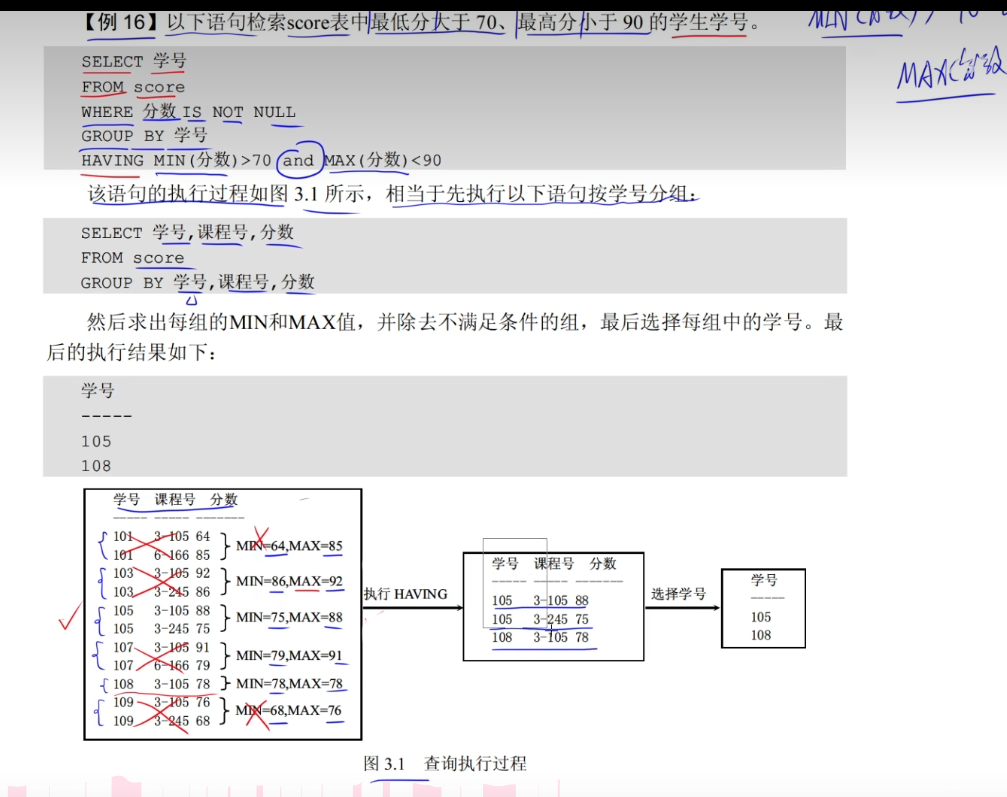 【例 16】以下语句检索score表中最低分大于 70、最高分小于 90 的学生学号。
SELECT 学号
FROM score
WHERE 分数 IS NOT NULL
GROUP BY 学号
HAVING MIN(分数)>70 and MAX(分数)<90
MAX(分数
该语句的执行过程如图 3.1 所示，相当于先执行以下语句按学号分组：
SELECT 学号,课程号,分数
FROM score
GROUP BY 学号,课程号,分数
然后求出每组的MIN和MAX值，并除去不满足条件的组，最后选择每组中的学号。最
后的执行结果如下：
学号
-----
105
108
学号 课程号 分数
----- ----- -------
101 3-105 64
101 6-166 85
MIN=64,MAX=85
103 3-105 92
103 3-245 86
MIN=86,MAX=92
105 3-105 88
105 3-245 75
MIN=75,MAX=88
107 3-105 91
107 6-166 79
MIN=79,MAX=91
108 3-105 78
MIN=78,MAX=78
109 3-105 76
109 3-245 68
MIN=68,MAX=76
执行 HAVING
学号 课程号 分数
----- ----- -------
105 3-105 88
105 3-245 75
108 3-105 78
选择学号
学号
-----
105
108
图 3.1 查询执行过程